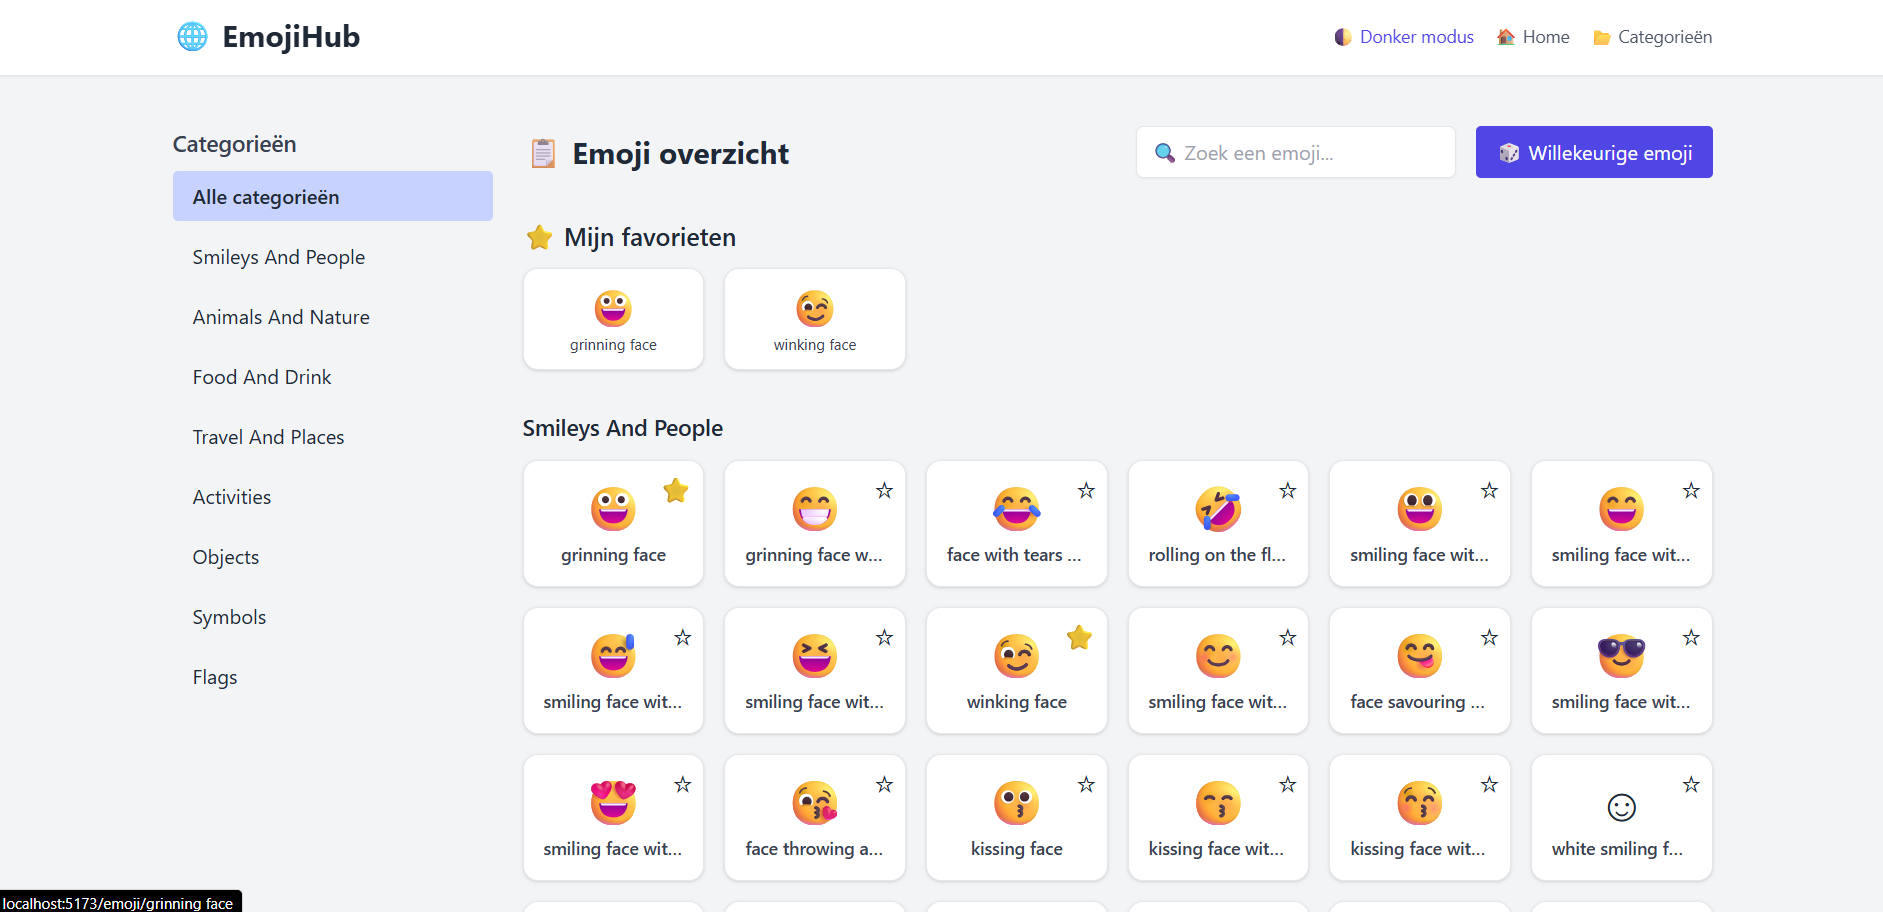 EmojiHub
Donker modus
Home
Categorieën
Categorieën
Alle categorieën
Smileys And People
Animals And Nature
Food And Drink
Travel And Places
Activities
Objects
Symbols
Flags
Emoji overzicht
Zoek een emoji...
Willekeurige emoji
Mijn favorieten
grinning face
winking face
Smileys And People
grinning face
grinning face w...
face with tears ...
rolling on the fl...
smiling face wit...
smiling face wit...
smiling face wit...
smiling face wit...
winking face
smiling face wit...
face savouring ...
smiling face wit...
smiling face wit...
face throwing a...
kissing face
kissing face wit...
kissing face wit...
white smiling f...
localhost:5173/emoji/grinning face